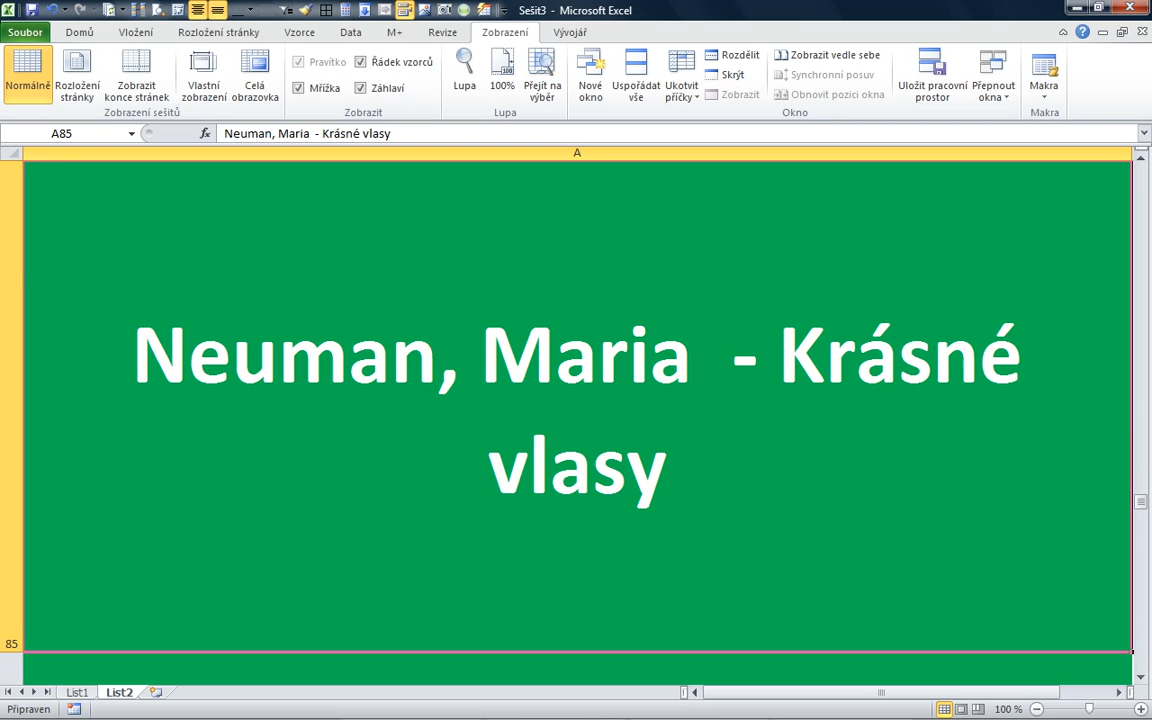 Sešit3 - Microsoft Excel
Soubor Domů Vložení Rozložení stránky Vzorce Data M+ Revize Zobrazení Vývojář
Normálně
Rozložení stránky
Zobrazit konce stránek
Vlastní zobrazení
Celá obrazovka
Zobrazení sešitů
Pravítko
Řádek vzorců
Mřížka
Záhlaví
Zobrazit
Lupa
100%
Přejít na výběr
Lupa
Nové okno
Uspořádat vše
Ukotvit příčky
Rozdělit
Skrýt
Zobrazit
Zobrazit vedle sebe
Synchronní posuv
Obnovit pozici okna
Uložit pracovní prostor
Přepnout okna
Okno
Makra
Makra
A85 fx Neuman, Maria  - Krásné vlasy
A
Neuman, Maria  - Krásné
vlasy
85
List1 List2
Připraven 100 %